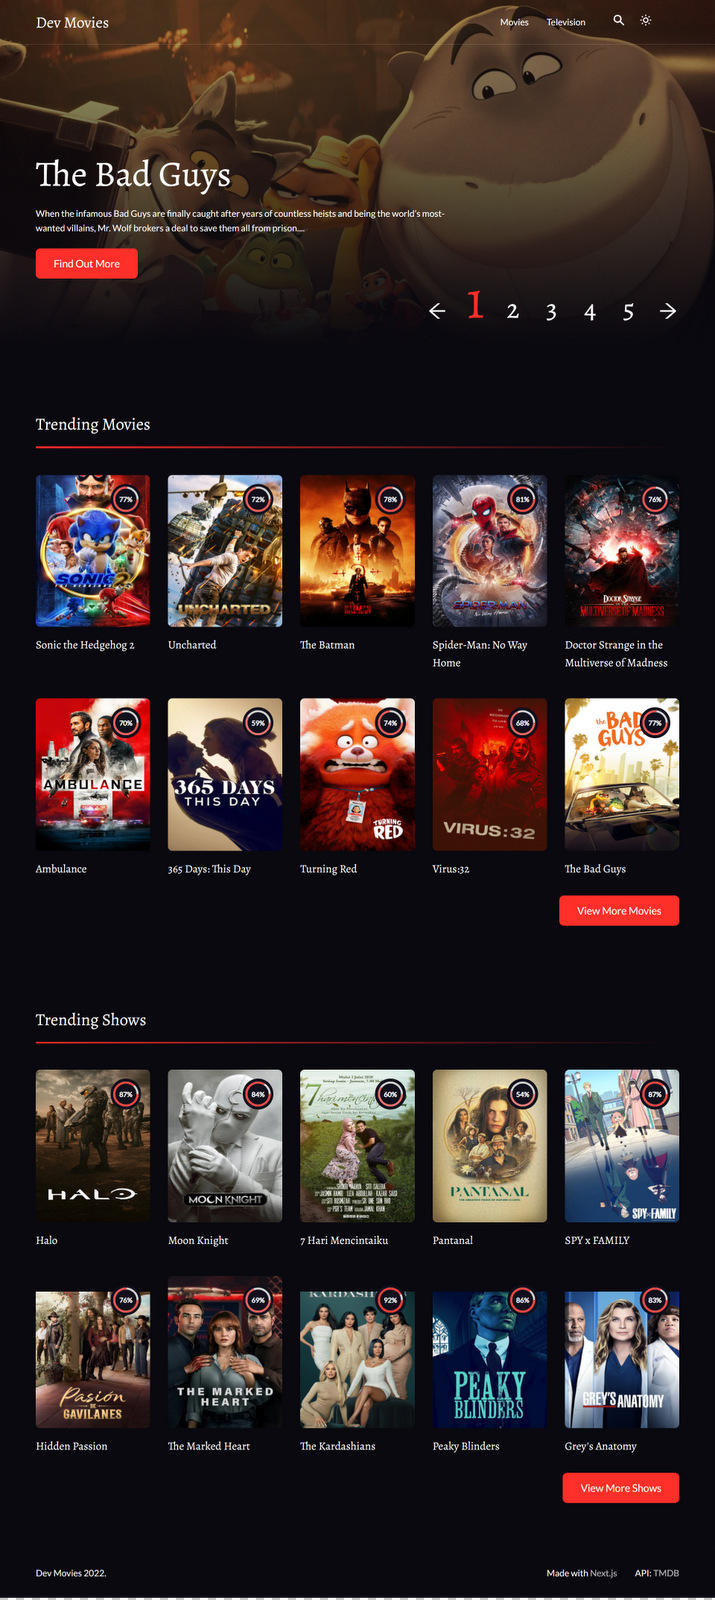 Dev Movies
Movies
Television
The Bad Guys
When the infamous Bad Guys are finally caught after years of countless heists and being the world's most-
wanted villains, Mr. Wolf brokers a deal to save them all from prison....
Find Out More
1 2 3 4 5
Trending Movies
77%
72%
78%
81%
76%
SONIC
2
UNCHARTED
THE BATMAN
SPIDER-MAN
No Way Home
DOCTOR STRANGE
MULTIVERSE OF MADNESS
Sonic the Hedgehog 2
Uncharted
The Batman
Spider-Man: No Way
Home
Doctor Strange in the
Multiverse of Madness
70%
59%
74%
68%
77%
AMBULANCE
365 DAYS
THIS DAY
TURNING
RED
VIRUS:32
the BAD
GUYS
Ambulance
365 Days: This Day
Turning Red
Virus:32
The Bad Guys
View More Movies
Trending Shows
87%
84%
60%
54%
87%
HALO
MOON KNIGHT
7 hari mencintaiku
PANTANAL
SPY×FAMILY
Halo
Moon Knight
7 Hari Mencintaiku
Pantanal
SPY x FAMILY
76%
69%
92%
86%
83%
Pasión
DE
GAVILANES
THE MARKED
HEART
KARDASHI
PEAKY
BLINDERS
GREY'S ANATOMY
Hidden Passion
The Marked Heart
The Kardashians
Peaky Blinders
Grey's Anatomy
View More Shows
Dev Movies 2022.
Made with Next.js
API: TMDB